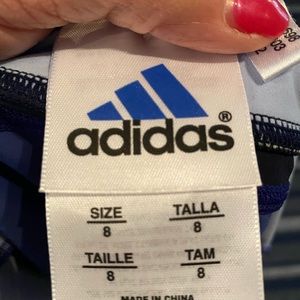 adidas®
SIZE TALLA
8 8
TAILLE TAM
8 8
MADE IN CHINA